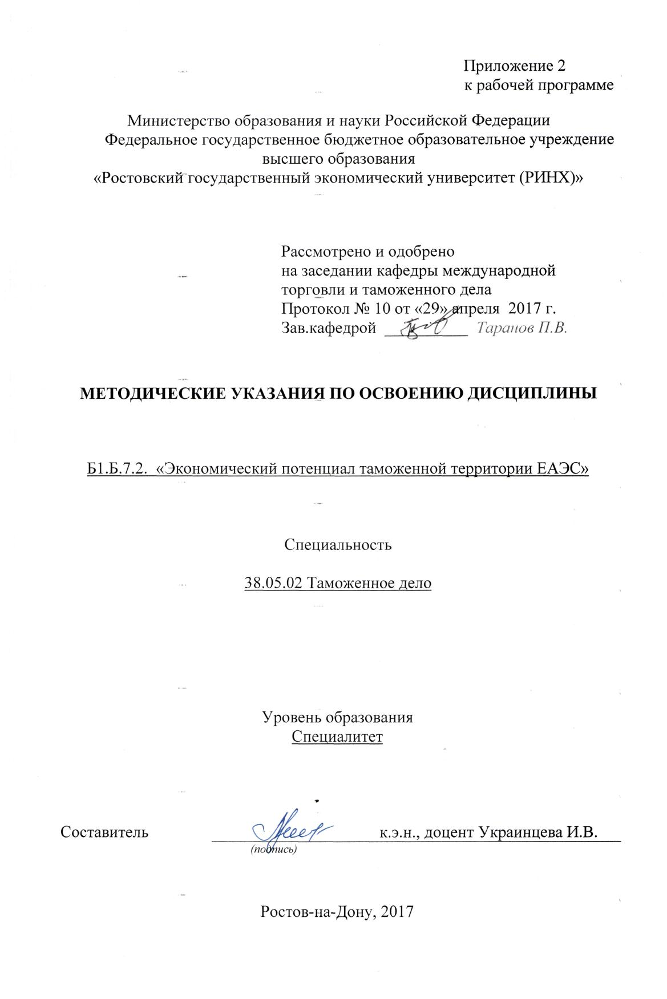 Приложение 2
к рабочей программе
Министерство образования и науки Российской Федерации
Федеральное государственное бюджетное образовательное учреждение
высшего образования
«Ростовский государственный экономический университет (РИНХ)»
Рассмотрено и одобрено
на заседании кафедры международной
торговли и таможенного дела
Протокол № 10 от «29» апреля 2017 г.
Зав.кафедрой Таранов П.В.
МЕТОДИЧЕСКИЕ УКАЗАНИЯ ПО ОСВОЕНИЮ ДИСЦИПЛИНЫ
Б1.Б.7.2. «Экономический потенциал таможенной территории ЕАЭС»
Специальность
38.05.02 Таможенное дело
Уровень образования
Специалитет
Составитель к.э.н., доцент Украинцева И.В.
(подпись)
Ростов-на-Дону, 2017